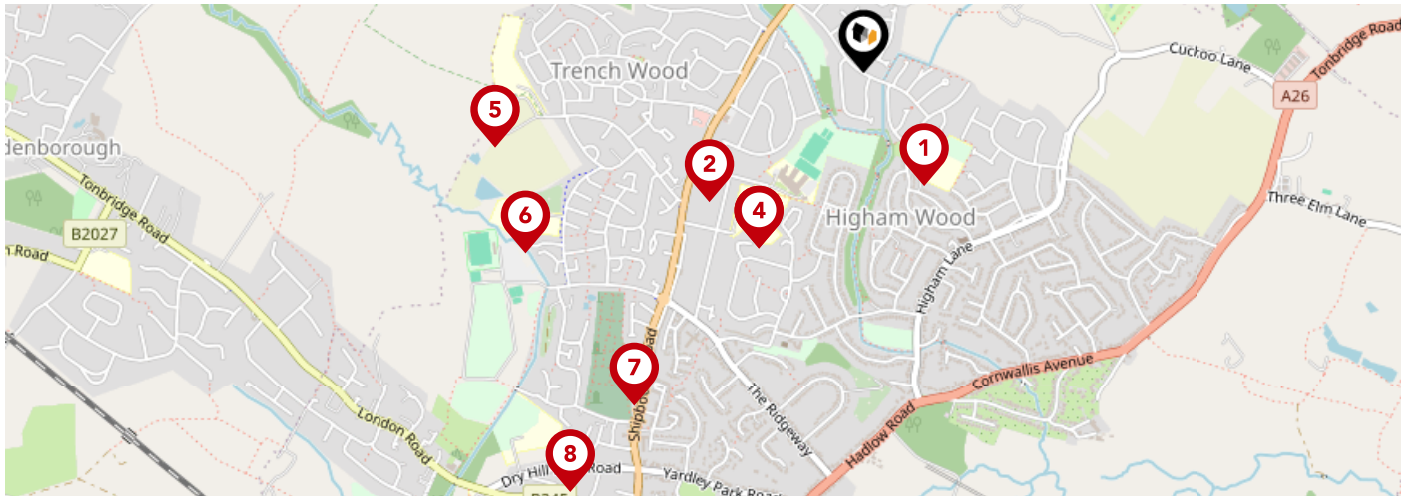 Cuckoo Lane
Tonbridge Road
Trench Wood
A26
5
denborough
1
2
Tonbridge Road
4
Three Elm Lane
6
Higham Wood
B2027
n Road
Higham Lane
7
Cornwallis Avenue
The Ridgeway
London Road
Hadlow Road
8
Dry Hill
Road
Yardley Park Road